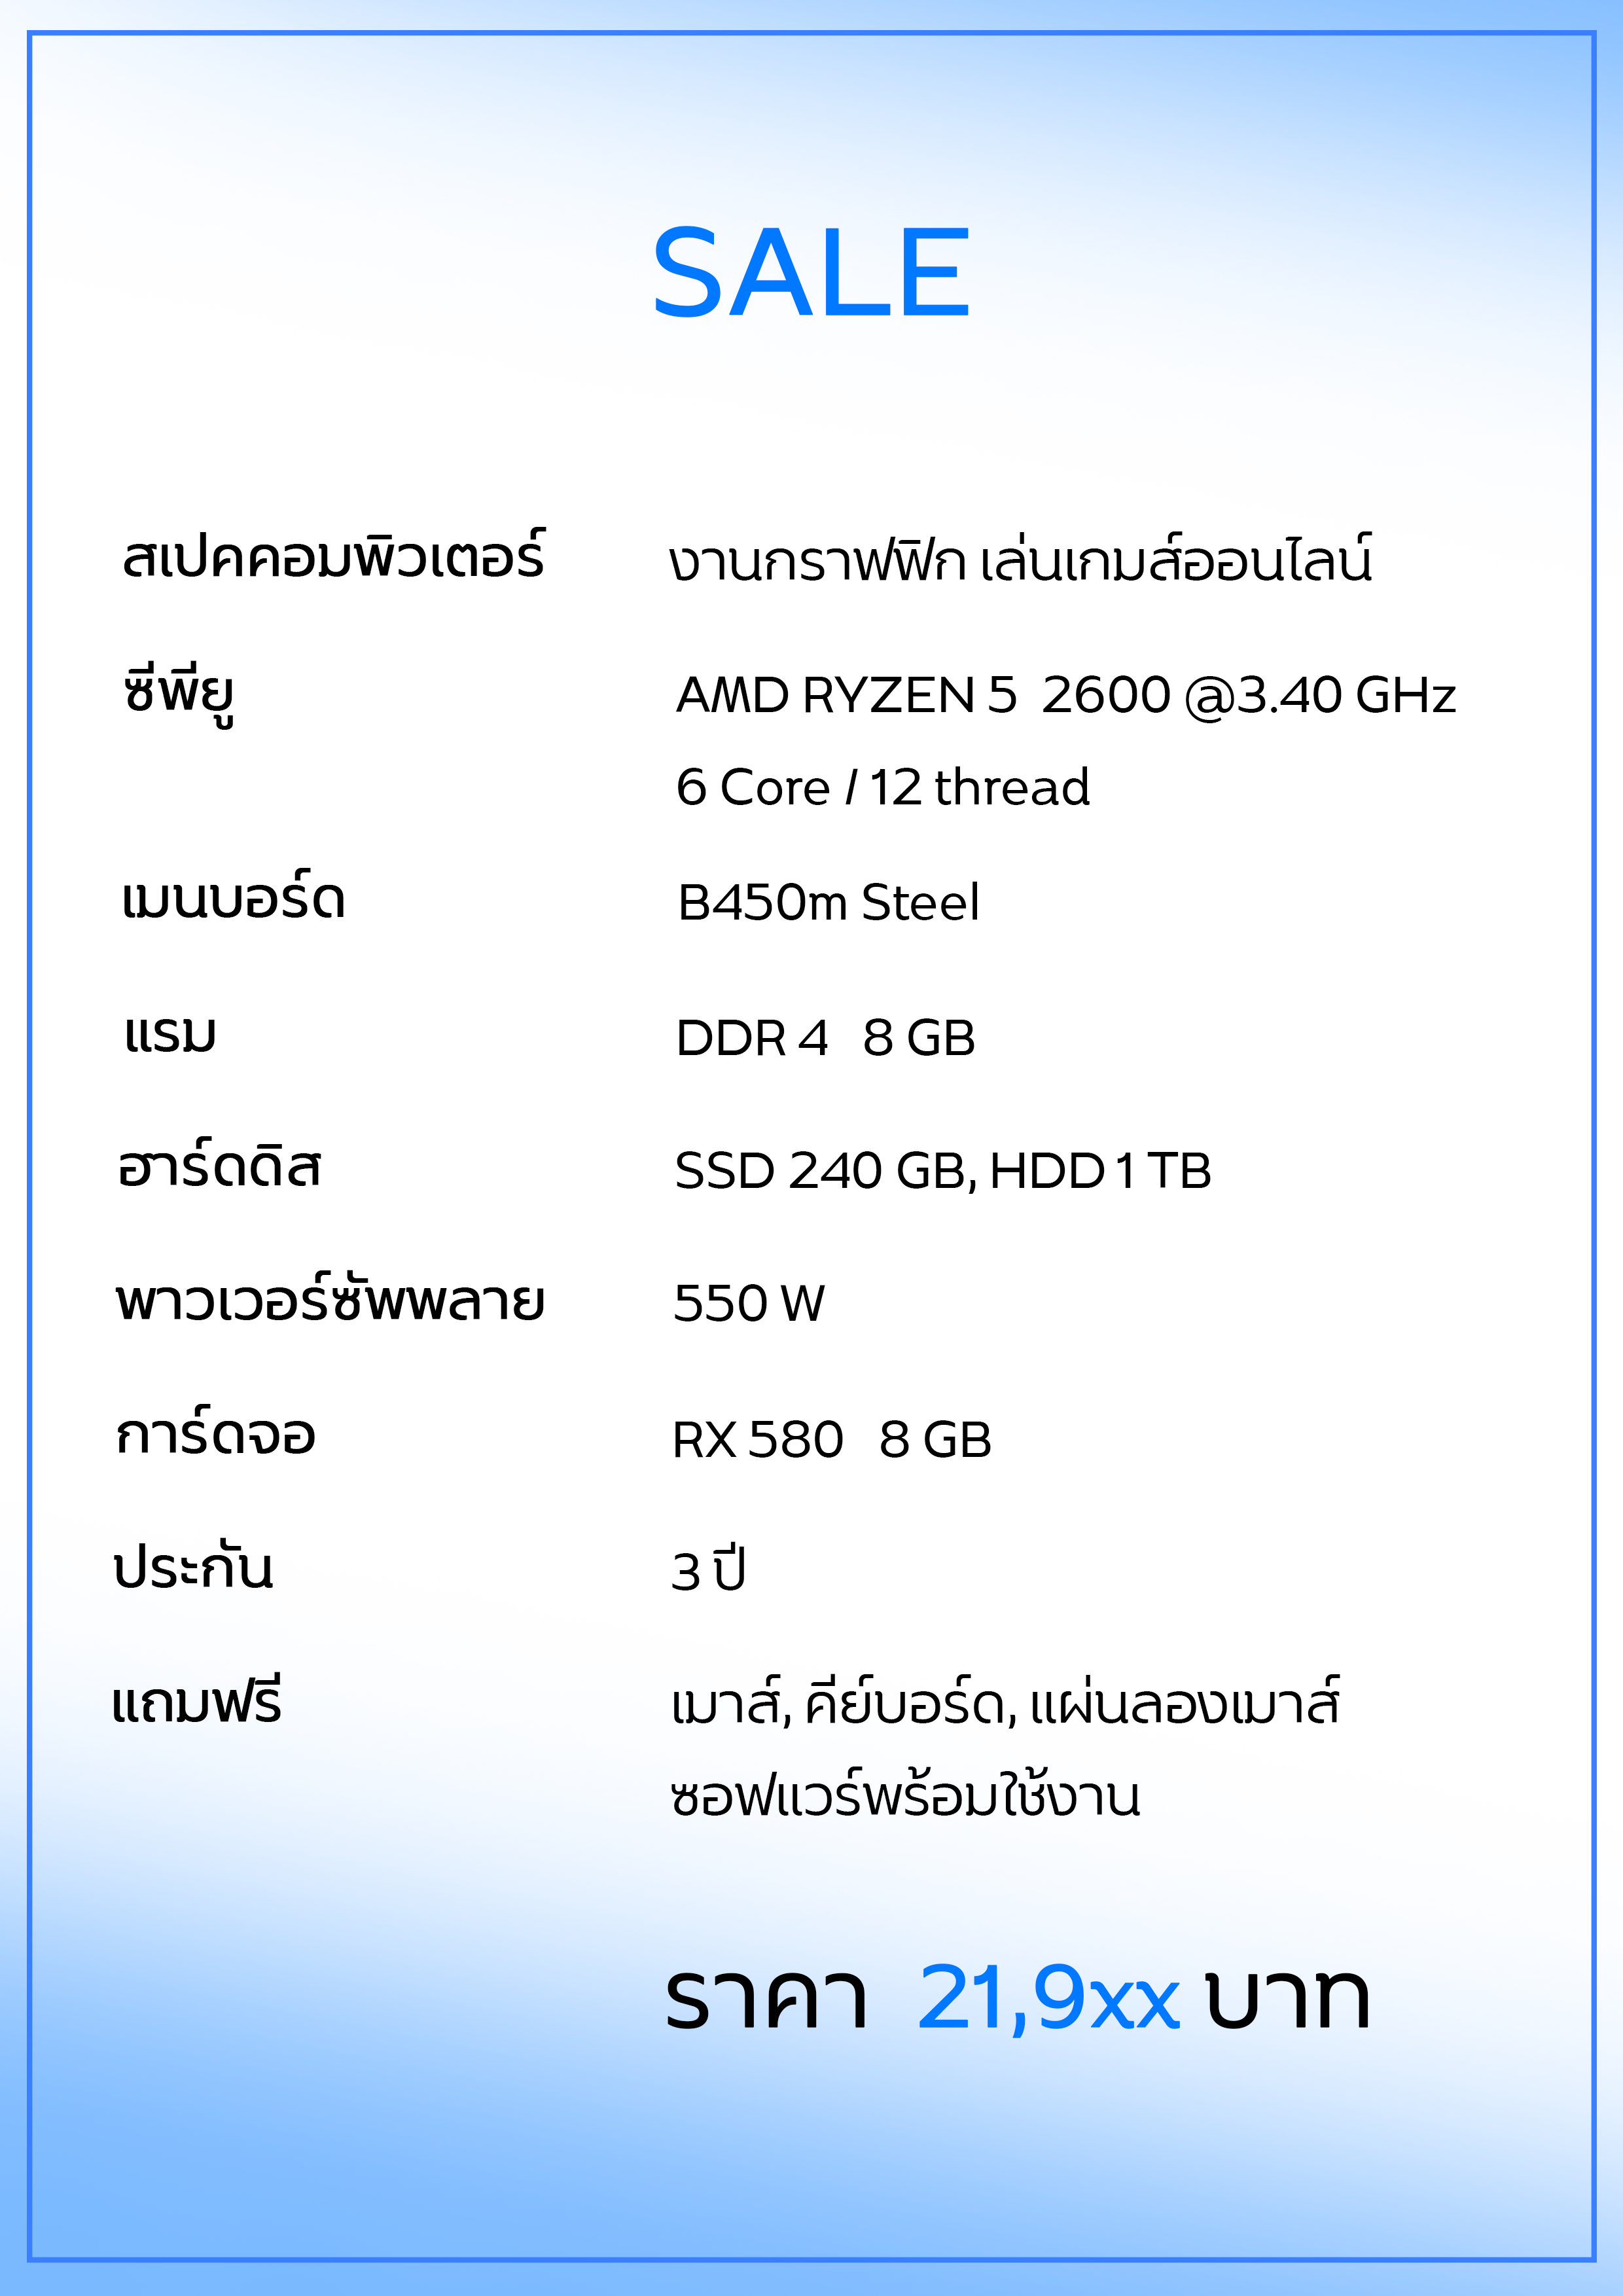 SALE
สเปคคอมพิวเตอร์ งานกราฟฟิก เล่นเกมส์ออนไลน์
ซีพียู AMD RYZEN 5 2600 @3.40 GHz
6 Core / 12 thread
เมนบอร์ด B450m Steel
แรม DDR 4 8 GB
ฮาร์ดดิส SSD 240 GB, HDD 1 TB
พาวเวอร์ซัพพลาย 550 W
การ์ดจอ RX 580 8 GB
ประกัน 3 ปี
แถมฟรี เมาส์, คีย์บอร์ด, แผ่นลองเมาส์
ซอฟแวร์พร้อมใช้งาน
ราคา 21,9xx บาท